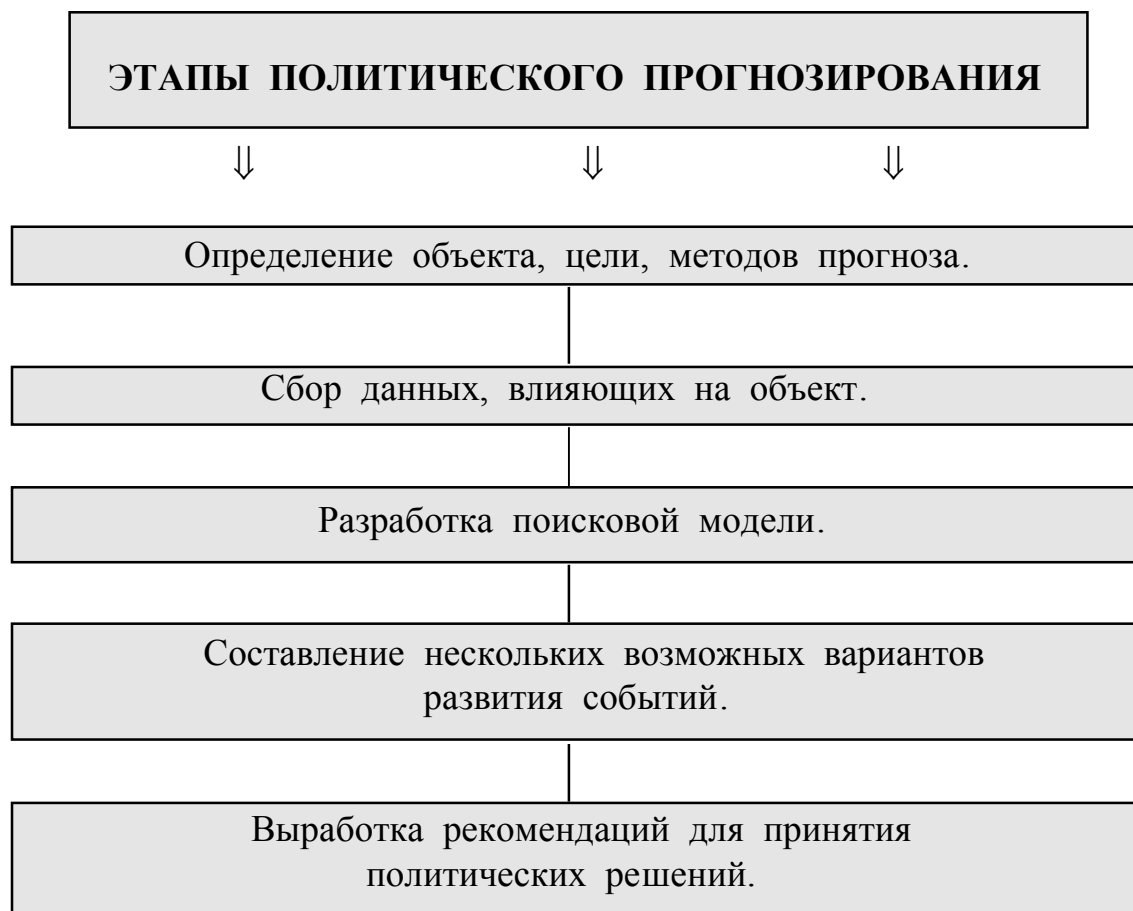 ЭТАПЫ ПОЛИТИЧЕСКОГО ПРОГНОЗИРОВАНИЯ
⇓ ⇓ ⇓
Определение объекта, цели, методов прогноза.
Сбор данных, влияющих на объект.
Разработка поисковой модели.
Составление нескольких возможных вариантов
развития событий.
Выработка рекомендаций для принятия
политических решений.